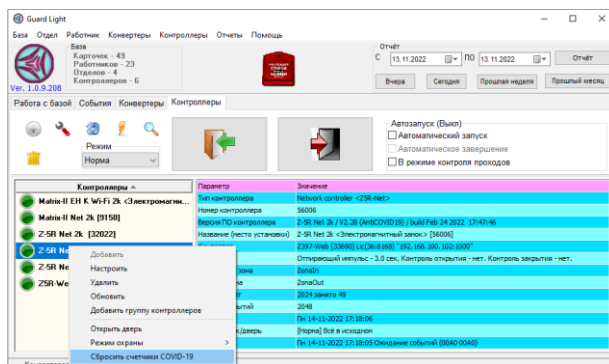 Guard Light
База Отдел Работник Конвертеры Контроллеры Отчеты Помощь
База
Карточек - 49
Работников - 23
Отделов - 4
Контроллеров - 6
Ver. 1.0.9.208
Отчёт
С 13.11.2022 ПО 13.11.2022 Отчёт
Вчера Сегодня Прошлая неделя Прошлый месяц
Работа с базой События Конвертеры Контроллеры
Режим
Норма
Автозапуск (Выкл)
Автоматический запуск
Автоматическое завершение
В режиме контроля проходов
Контроллеры
Параметр Значение
Matrix-II EH K Wi-Fi 2k <Электромагни...
Тип контроллера Network controller <Z5R-Net>
Номер контроллера 56006
Matrix-II Net 2k [9150]
Версия ПО контроллера Z-5R Net 2k / V2.28 (AntiCOVID19) / build Feb 24 2022 17:47:46
Название (место установки) Z-5R Net 2k <Электромагнитный замок> [56006]
Z-5R Net 2k [32022]
Z397-Web [33690] "192.168.100.102:1000"
Z-5R Ne
Отпирающий импульс - 3.0 сек. Контроль открытия - нет. Контроль закрытия - нет.
Z-5R Ne
зона ZonaIn
на ZonaOut
Z5R-We
2024 занято 49
ытий 2048
Пн 14-11-2022 17:18:06
к/дверь [Норма] Всё в исходном
Пн 14-11-2022 17:18:05 Ожидание событий (00A0 00A0)
Добавить
Настроить
Удалить
Обновить
Добавить группу контроллеров
Открыть дверь
Режим охраны
Сбросить счетчики COVID-19